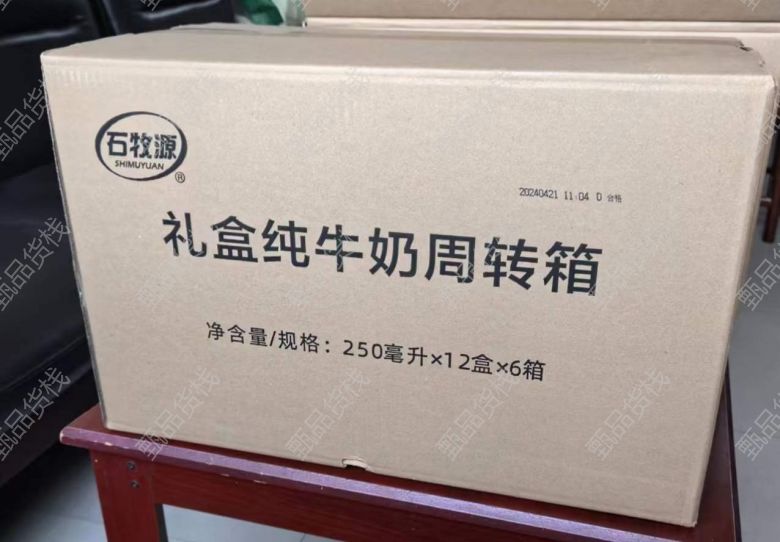 石牧源
SHIMUYUAN
®
20240421 11:04 D 合格
礼盒纯牛奶周转箱
净含量/规格：250毫升×12盒×6箱
甄品货栈